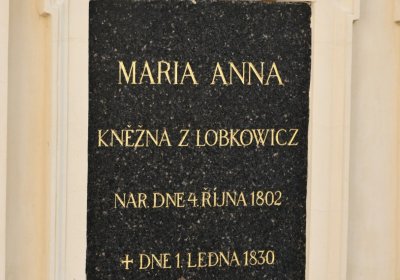 MARIA ANNA
KNĚŽNA Z LOBKOWICZ
NAR. DNE 4. ŘÍJNA 1802
✝ DNE 1. LEDNA 1830